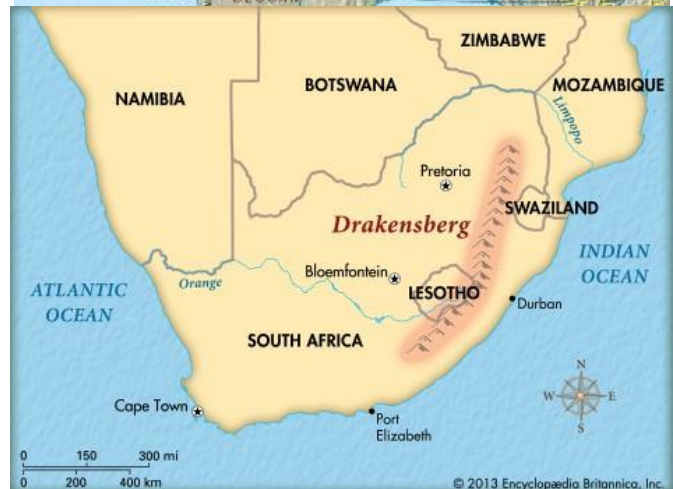 ZIMBABWE
BOTSWANA
MOZAMBIQUE
NAMIBIA
Limpopo
Pretoria
SWAZILAND
Drakensberg
INDIAN
OCEAN
Bloemfontein
Orange
LESOTHO
ATLANTIC
OCEAN
Durban
SOUTH AFRICA
N
W
E
S
Cape Town
Port
Elizabeth
0 150 300 mi
0 200 400 km
© 2013 Encyclopædia Britannica, Inc.